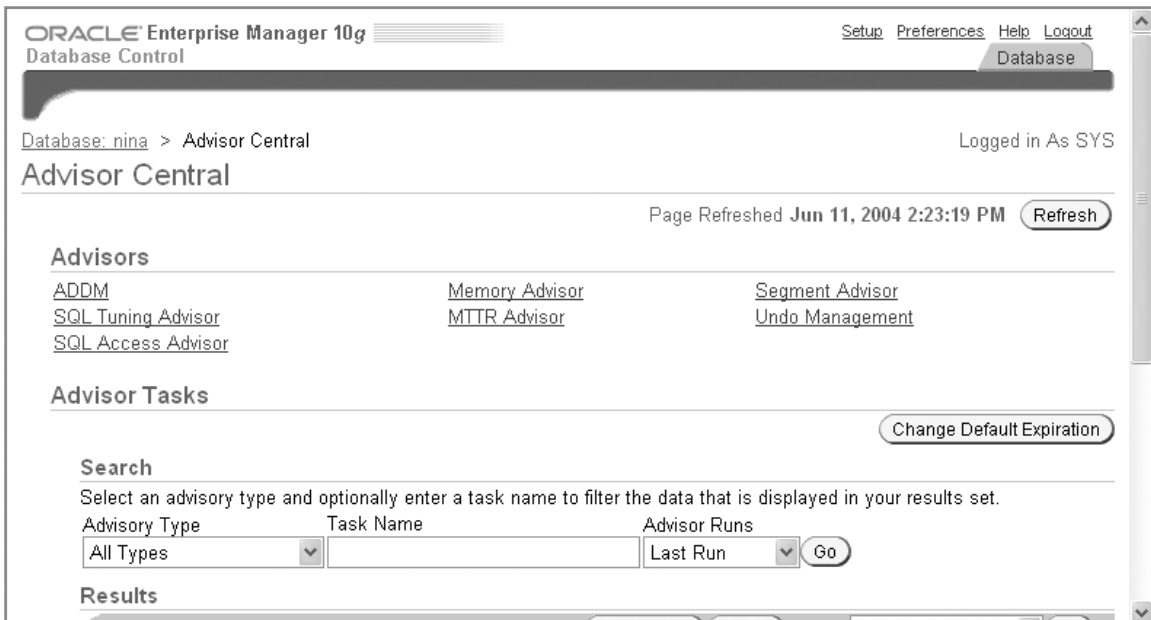 ORACLE Enterprise Manager 10g
Database Control
Setup Preferences Help Logout
Database
Database: nina > Advisor Central
Logged in As SYS
Advisor Central
Page Refreshed Jun 11, 2004 2:23:19 PM Refresh
Advisors
ADDM Memory Advisor Segment Advisor
SQL Tuning Advisor MTTR Advisor Undo Management
SQL Access Advisor
Advisor Tasks
Change Default Expiration
Search
Select an advisory type and optionally enter a task name to filter the data that is displayed in your results set.
Advisory Type Task Name Advisor Runs
All Types Last Run Go
Results